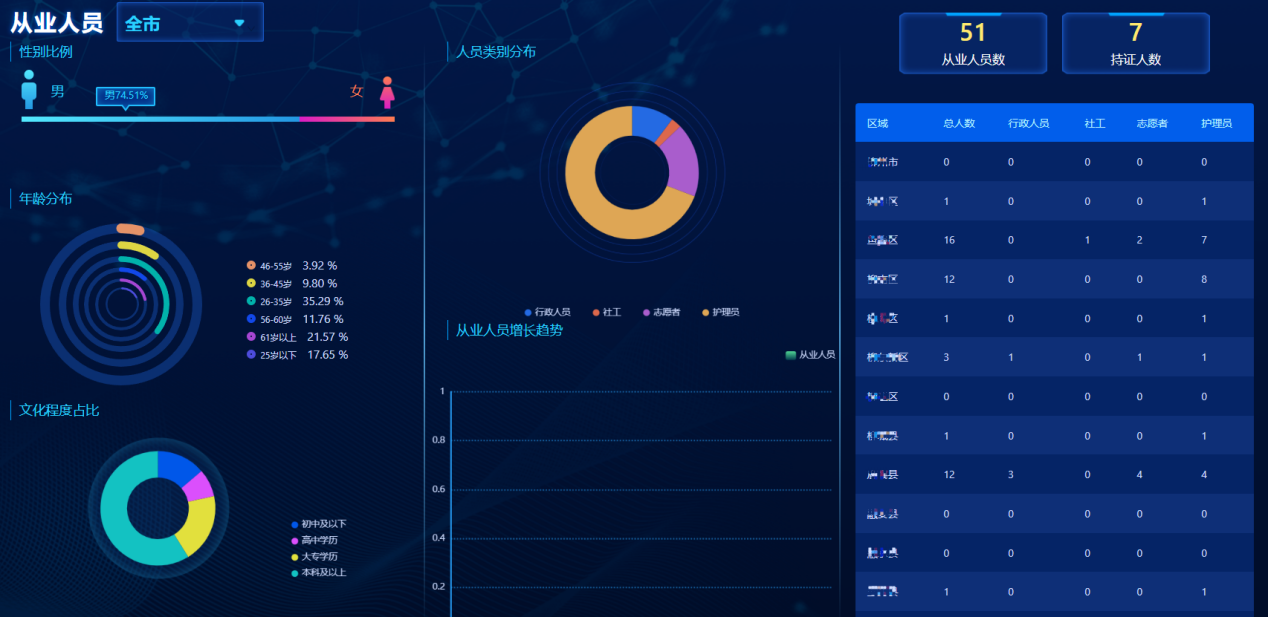 从业人员
全市
性别比例
男
男74.51%
女
年龄分布
46-55岁 3.92 %
36-45岁 9.80 %
26-35岁 35.29 %
56-60岁 11.76 %
61岁以上 21.57 %
25岁以下 17.65 %
文化程度占比
初中及以下
高中学历
大专学历
本科及以上
人员类别分布
行政人员 社工 志愿者 护理员
从业人员增长趋势
从业人员
1
0.8
0.6
0.4
0.2
51
从业人员数
7
持证人数
区域 总人数 行政人员 社工 志愿者 护理员
市 0 0 0 0 0
区 1 0 0 0 1
区 16 0 1 2 7
区 12 0 0 0 8
区 1 0 0 0 1
区 3 1 0 1 1
区 0 0 0 0 0
1 0 0 0 1
县 12 3 0 4 4
县 0 0 0 0 0
0 0 0 0 0
1 0 0 0 1